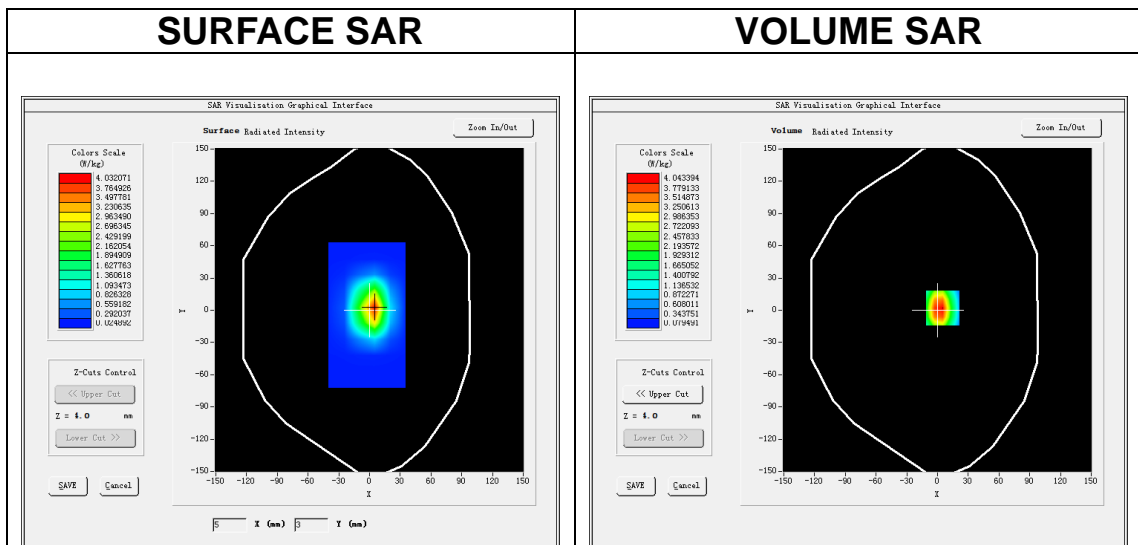 SURFACE SAR
VOLUME SAR
SAR Visualisation Graphical Interface
Surface Radiated Intensity
Zoom In/Out
Colors Scale
(W/kg)
4.032071
3.764926
3.497781
3.230635
2.963490
2.696345
2.429199
2.162054
1.894909
1.627763
1.360618
1.093473
0.826328
0.559182
0.292037
0.024892
150
120
90
60
30
0
-30
-60
-90
-120
-150
Y
-150 -120 -90 -60 -30 0 30 60 90 120 150
X
Z-Cuts Control
<< Upper Cut
Z = 4.0 mm
Lower Cut >>
SAVE Cancel
5 X (mm) 3 Y (mm)
SAR Visualisation Graphical Interface
Volume Radiated Intensity
Zoom In/Out
Colors Scale
(W/kg)
4.043394
3.779133
3.514873
3.250613
2.986353
2.722093
2.457833
2.193572
1.929312
1.665052
1.400792
1.136532
0.872271
0.608011
0.343751
0.079491
150
120
90
60
30
0
-30
-60
-90
-120
-150
Y
-150 -120 -90 -60 -30 0 30 60 90 120 150
X
Z-Cuts Control
<< Upper Cut
Z = 4.0 mm
Lower Cut >>
SAVE Cancel